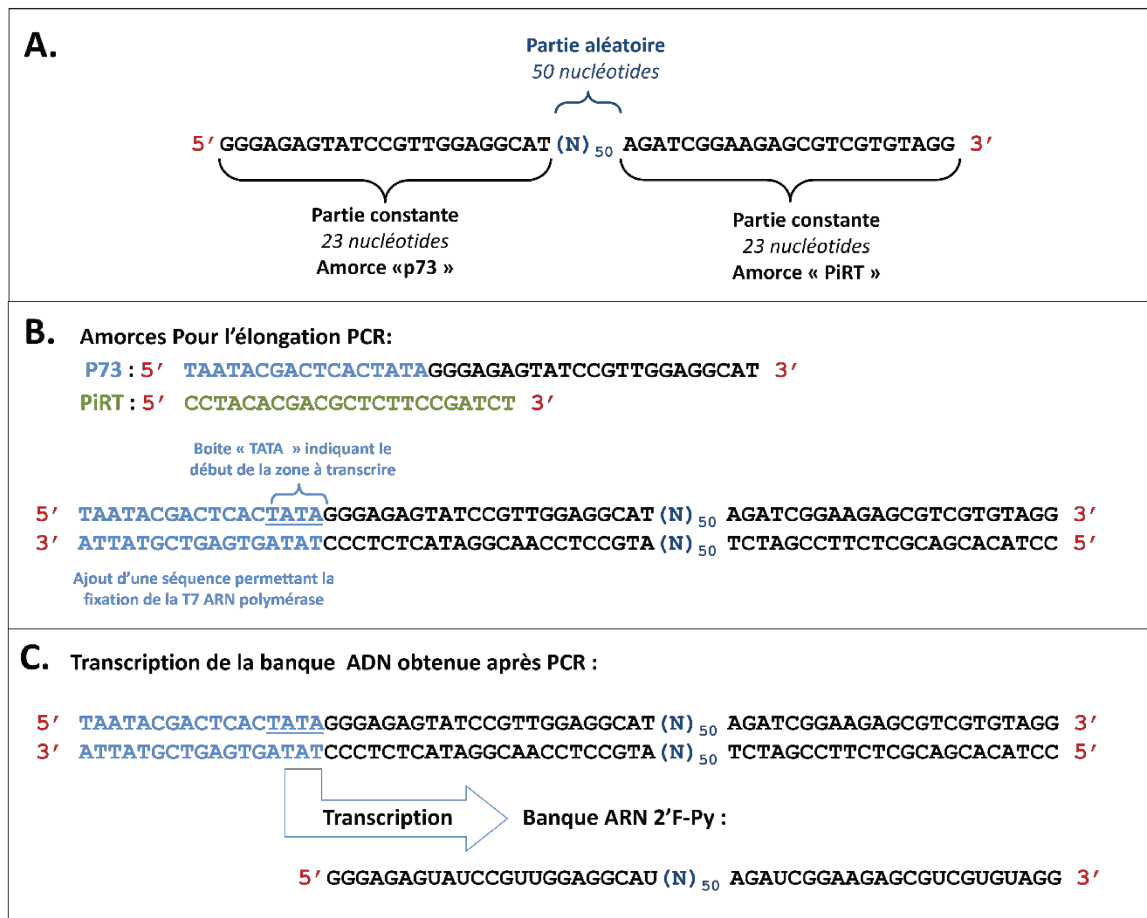 A.
Partie aléatoire
50 nucléotides
5' GGGAGAGTATCCGTTGGAGGCAT (N) 50 AGATCGGAAGAGCGTCGTGTAGG 3'
Partie constante
23 nucléotides
Amorce «p73 »
Partie constante
23 nucléotides
Amorce « PiRT »
B. Amorces Pour l'élongation PCR:
P73 : 5' TAATACGACTCACTATAGGGAGAGTATCCGTTGGAGGCAT 3'
PiRT : 5' CCTACACGACGCTCTTCCGATCT 3'
Boite « TATA » indiquant le
début de la zone à transcrire
5' TAATACGACTCACTATAGGGAGAGTATCCGTTGGAGGCAT (N) 50 AGATCGGAAGAGCGTCGTGTAGG 3'
3' ATTATGCTGAGTGATATCCCTCTCATAGGCAACCTCCGTA (N) 50 TCTAGCCTTCTCGCAGCACATCC 5'
Ajout d'une séquence permettant la
fixation de la T7 ARN polymérase
C. Transcription de la banque ADN obtenue après PCR :
5' TAATACGACTCACTATAGGGAGAGTATCCGTTGGAGGCAT (N) 50 AGATCGGAAGAGCGTCGTGTAGG 3'
3' ATTATGCTGAGTGATATCCCTCTCATAGGCAACCTCCGTA (N) 50 TCTAGCCTTCTCGCAGCACATCC 5'
Transcription
Banque ARN 2'F-Py :
5' GGGAGAGUAUCCGUUGGAGGCAU (N) 50 AGAUCGGAAGAGCGUCGUGUAGG 3'